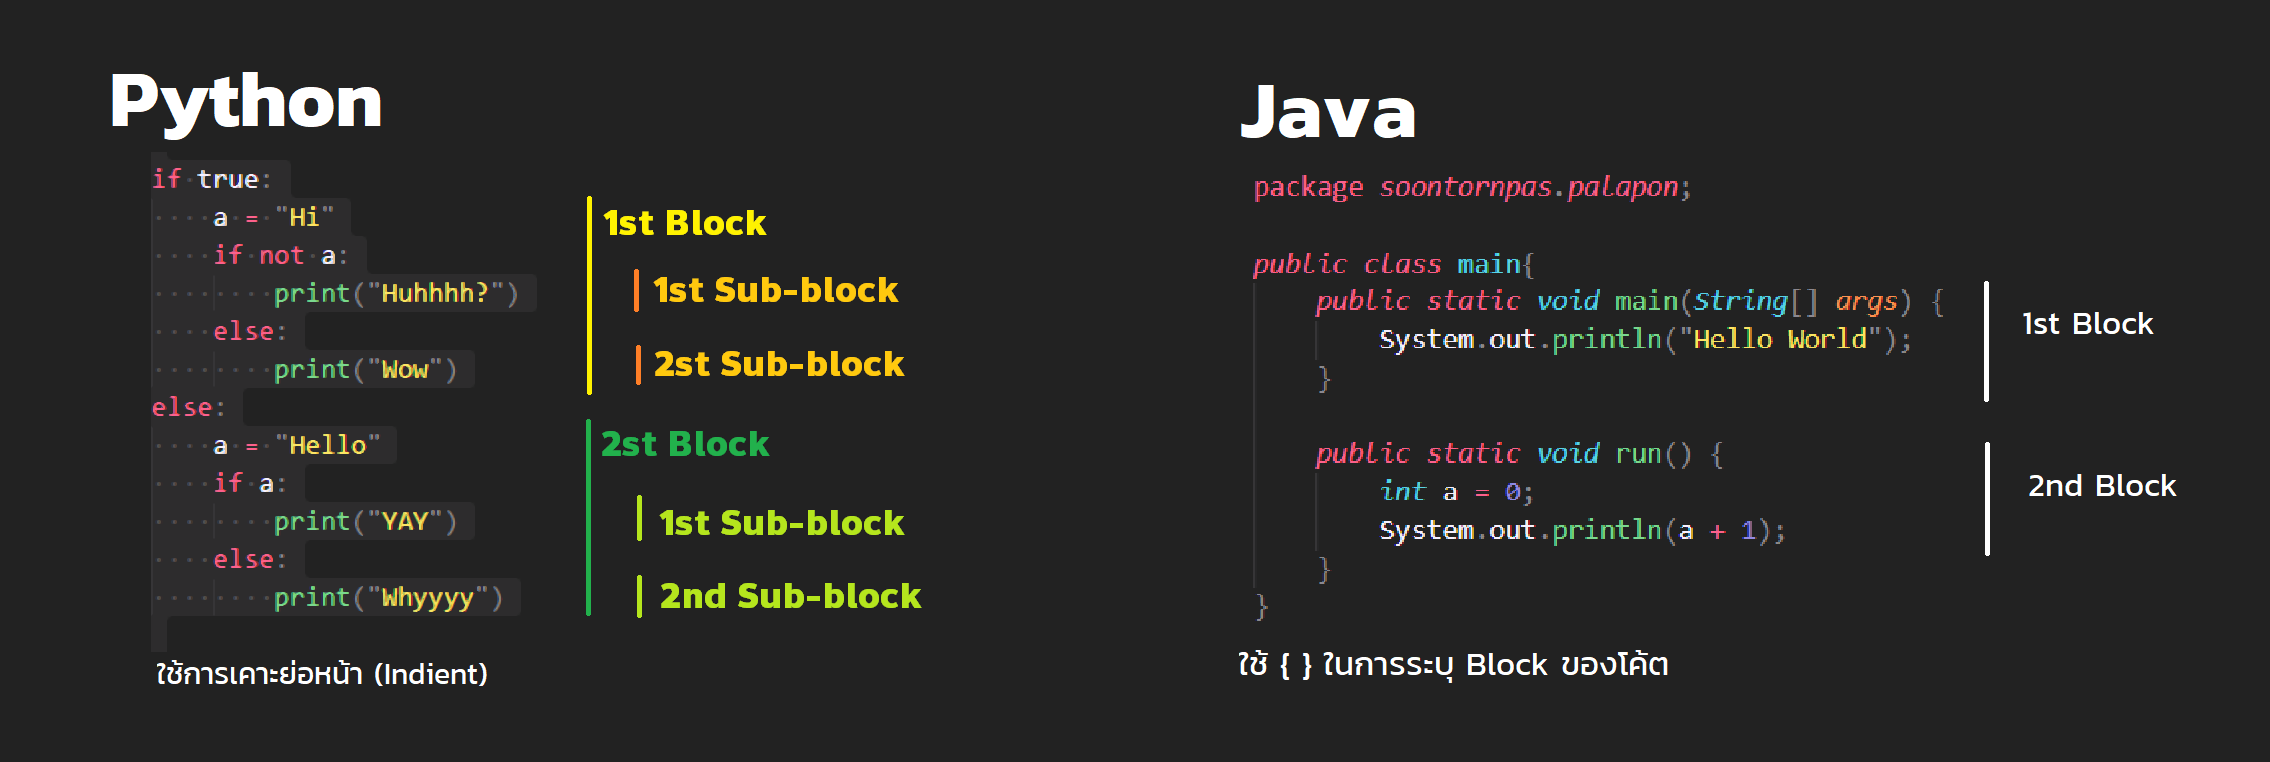 Python
if true:
a = "Hi"
if not a:
print("Huhhhh?")
else:
print("Wow")
else:
a = "Hello"
if a:
print("YAY")
else:
print("Whyyyy")
1st Block
1st Sub-block
2st Sub-block
2st Block
1st Sub-block
2nd Sub-block
ใช้การเคาะย่อหน้า (Indient)
Java
package soontornpas.palapon;
public class main{
public static void main(String[] args) {
System.out.println("Hello World");
}
public static void run() {
int a = 0;
System.out.println(a + 1);
}
}
1st Block
2nd Block
ใช้ { } ในการระบุ Block ของโค้ต